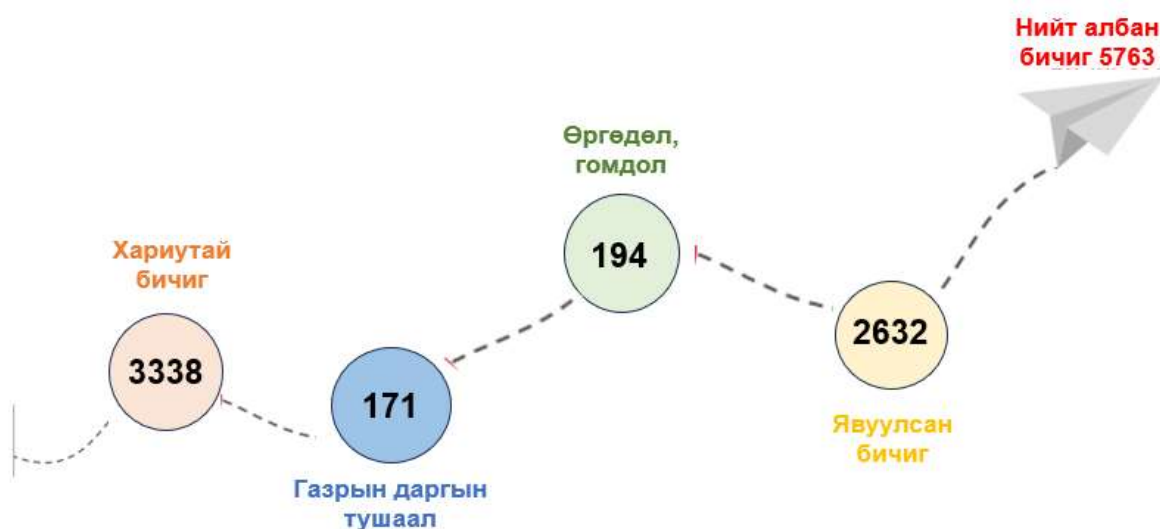 Нийт албан
бичиг 5763
Өргөдөл,
гомдол
194
Хариутай
бичиг
3338
171
Газрын даргын
тушаал
2632
Явуулсан
бичиг